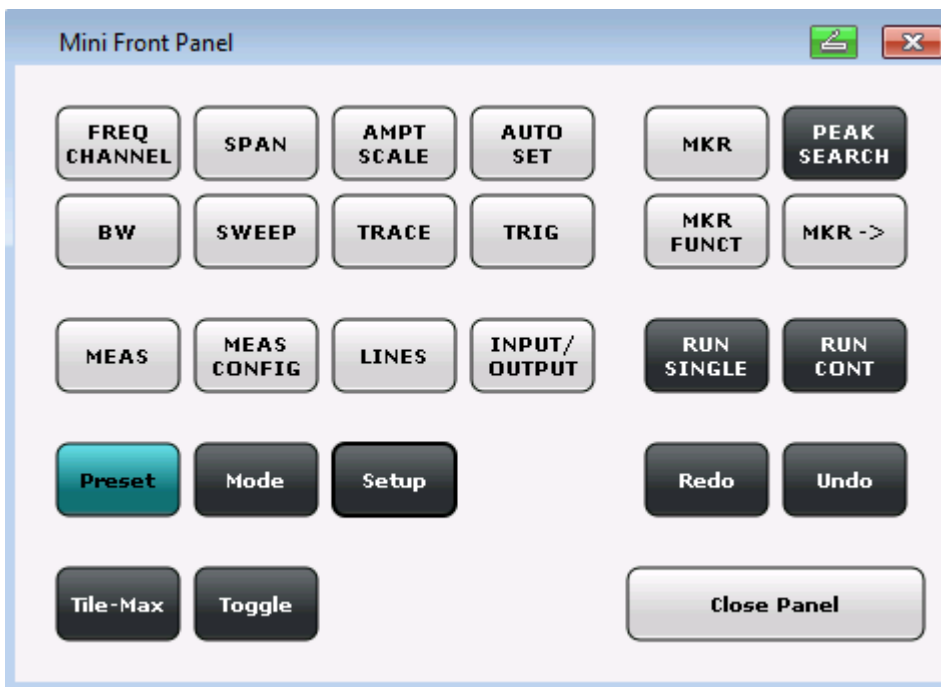 Mini Front Panel
FREQ
CHANNEL
SPAN
AMPT
SCALE
AUTO
SET
MKR
PEAK
SEARCH
BW
SWEEP
TRACE
TRIG
MKR
FUNCT
MKR ->
MEAS
MEAS
CONFIG
LINES
INPUT/
OUTPUT
RUN
SINGLE
RUN
CONT
Preset
Mode
Setup
Redo
Undo
Tile-Max
Toggle
Close Panel